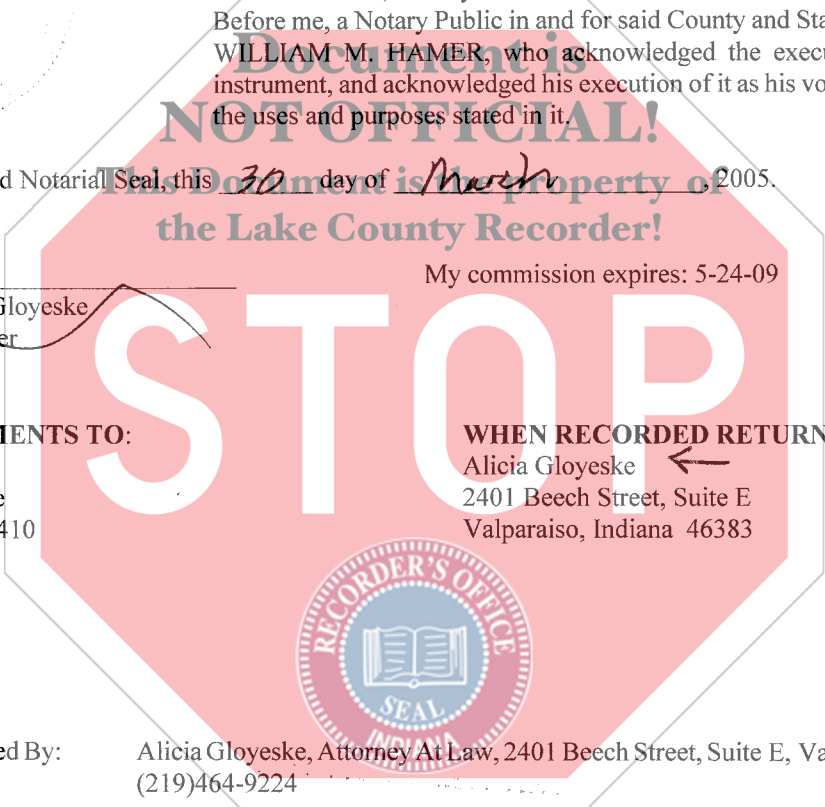 Before me, a Notary Public in and for said County and Sta
WILLIAM M. HAMER, who acknowledged the execu
instrument, and acknowledged his execution of it as his vo
the uses and purposes stated in it.
Document is
NOT OFFICIAL!
This Document is the property of
the Lake County Recorder!
d Notarial Seal, this 30 day of March, 2005.
My commission expires: 5-24-09
Gloyeske
er
STOP
MENTS TO:
WHEN RECORDED RETURN
Alicia Gloyeske
e
2401 Beech Street, Suite E
410
Valparaiso, Indiana 46383
RECORDER'S OFFICE
SEAL
INDIANA
ed By: Alicia Gloyeske, Attorney At Law, 2401 Beech Street, Suite E, Va
(219)464-9224